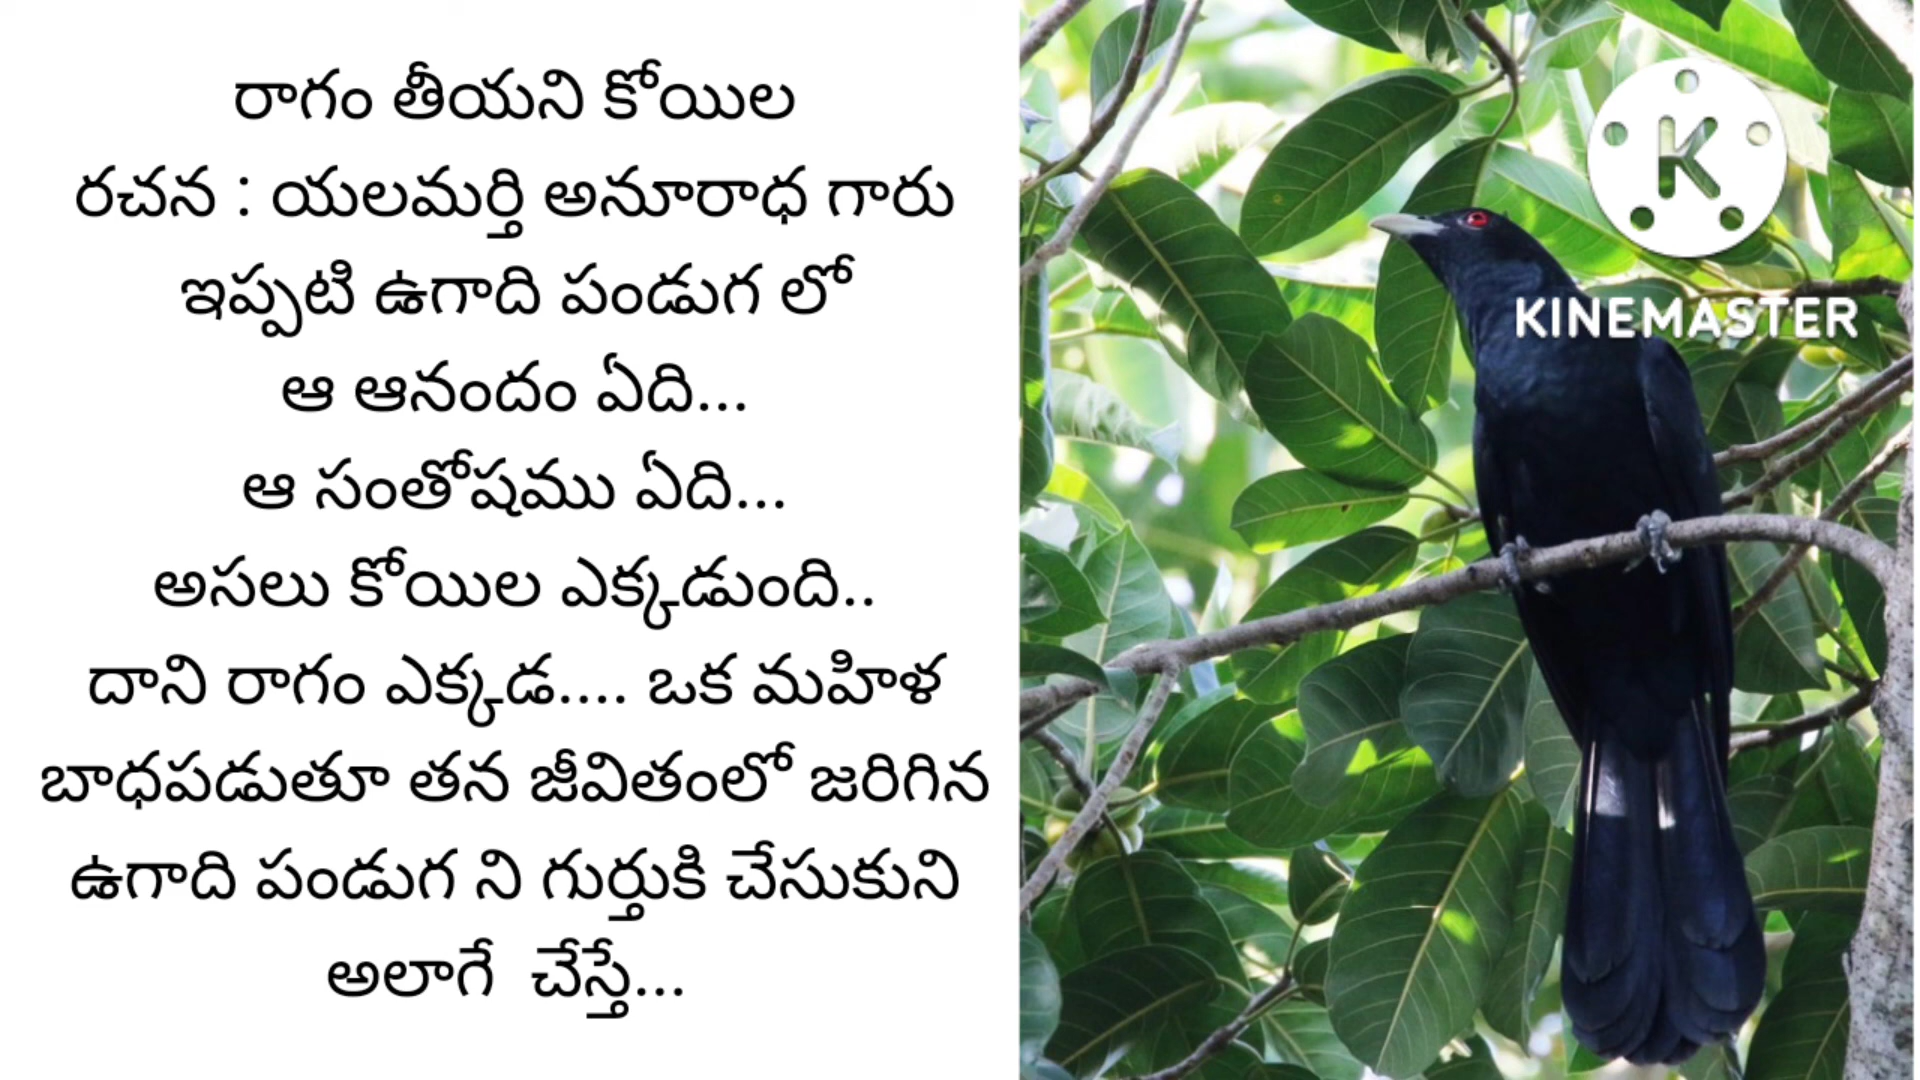 రాగం తీయని కోయిల
రచన : యలమర్తి అనూరాధ గారు
ఇప్పటి ఉగాది పండుగ లో
ఆ ఆనందం ఏది...
ఆ సంతోషము ఏది...
అసలు కోయిల ఎక్కడుంది..
దాని రాగం ఎక్కడ.... ఒక మహిళ
బాధపడుతూ తన జీవితంలో జరిగిన
ఉగాది పండుగ ని గుర్తుకి చేసుకుని
అలాగే  చేస్తే...
K
KINEMASTER